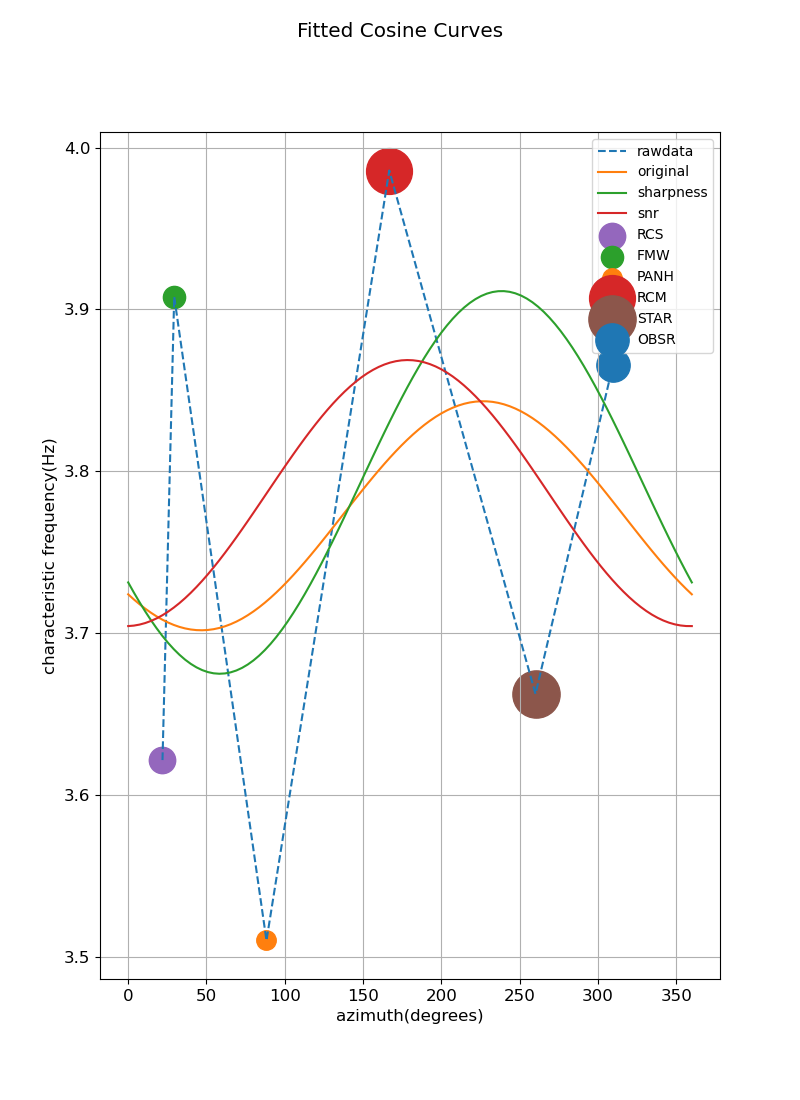 Fitted Cosine Curves
4.0
3.9
3.8
3.7
3.6
3.5
characteristic frequency(Hz)
rawdata
original
sharpness
snr
RCS
FMW
PANH
RCM
STAR
OBSR
0 50 100 150 200 250 300 350
azimuth(degrees)